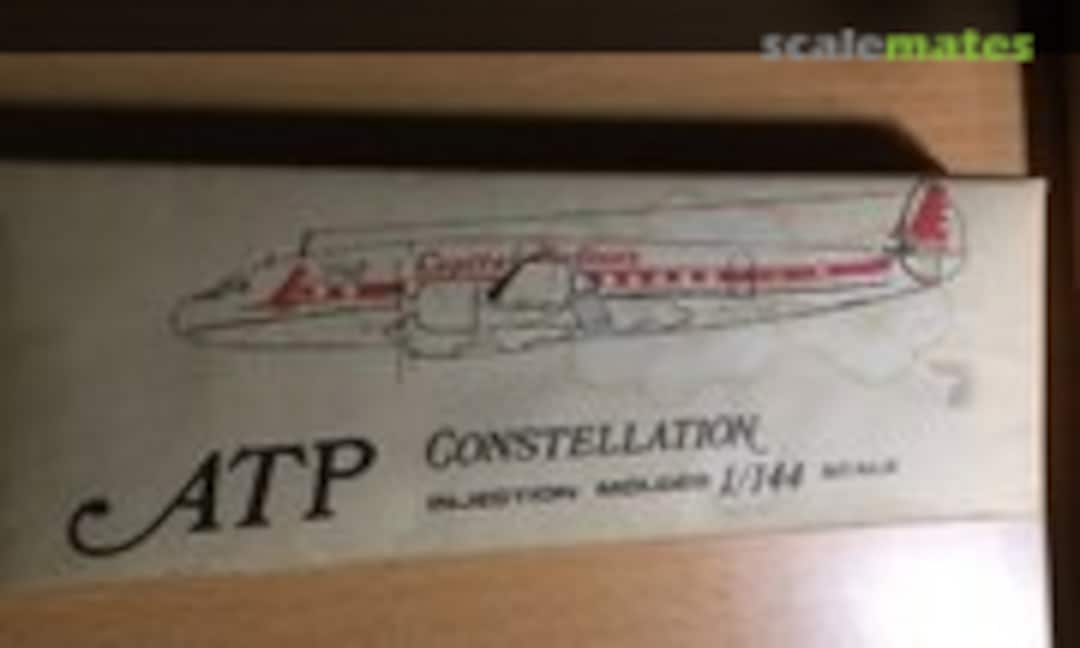 scalemates
Capital Airlines
ATP
CONSTELLATION
INJECTION MOLDED 1/144 SCALE